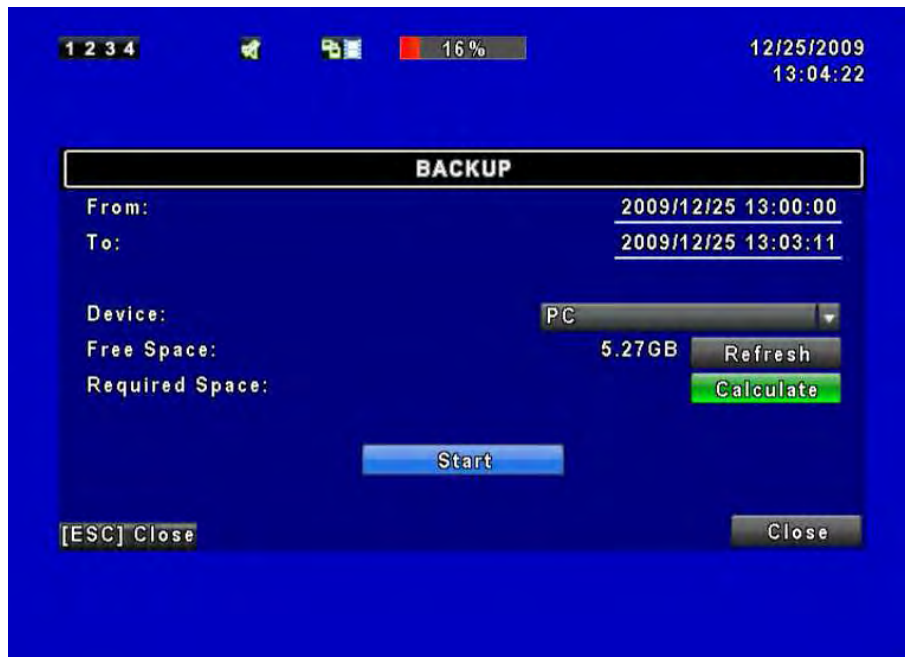 1 2 3 4 16% 12/25/2009
13:04:22
BACKUP
From: 2009/12/25 13:00:00
To: 2009/12/25 13:03:11
Device: PC
Free Space: 5.27GB Refresh
Required Space: Calculate
Start
[ESC] Close Close